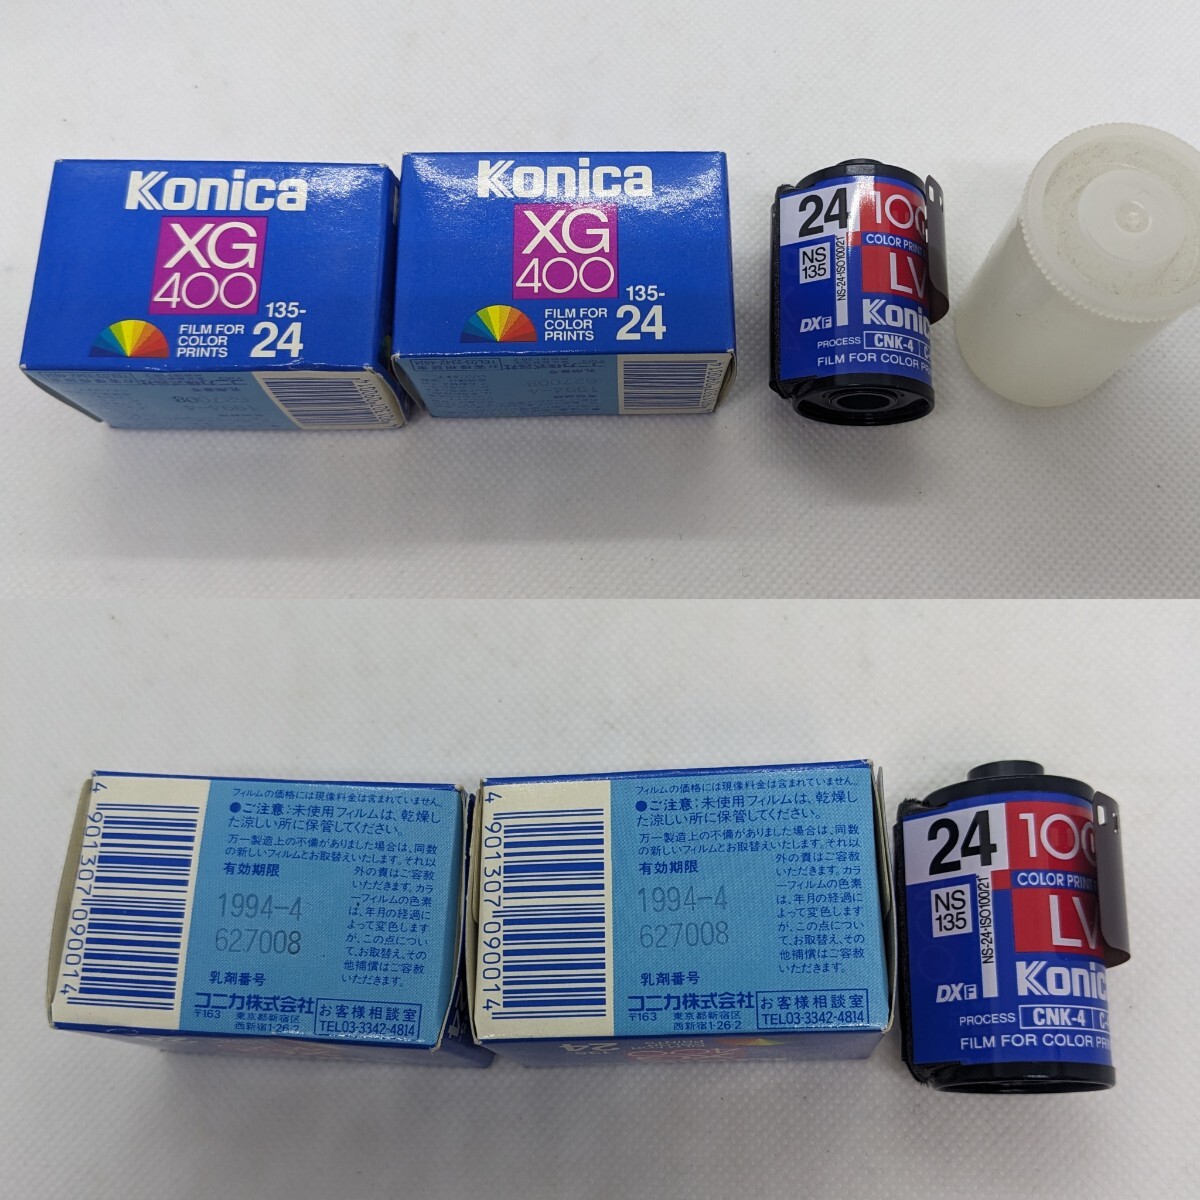 Konica
XG
400
135-
24
FILM FOR
COLOR
PRINTS
Konica
XG
400
135-
24
FILM FOR
COLOR
PRINTS
24
NS
135
NS-24-ISO100/21°
COLOR PRINT
LV
DXF
Konic
PROCESS CNK-4
FILM FOR COLOR PR
4 901307 090014
フィルムの価格には現像料金は含まれていません。
●ご注意:未使用フィルムは、乾燥し
た涼しい所に保管してください。
万一製造上の不備がありました場合は、同数
の新しいフィルムとお取替えいたします。それ以
外の責はご容赦
いただきます。カラ
ーフィルムの色素
は、年月の経過に
よって変色します
が、この点につい
て、お取替え、その
他補償はご容赦
いただきます。
有効期限
1994-4
627008
乳剤番号
コニカ株式会社
〒163 東京都新宿区
西新宿1-26-2
お客様相談室
TEL03-3342-4814
4 901307 090014
フィルムの価格には現像料金は含まれていません。
●ご注意:未使用フィルムは、乾燥し
た涼しい所に保管してください。
万一製造上の不備がありました場合は、同数
の新しいフィルムとお取替えいたします。それ以
外の責はご容赦
いただきます。カラ
ーフィルムの色素
は、年月の経過に
よって変色します
が、この点につい
て、お取替え、その
他補償はご容赦
いただきます。
有効期限
1994-4
627008
乳剤番号
コニカ株式会社
〒163 東京都新宿区
西新宿1-26-2
お客様相談室
TEL03-3342-4814
24
NS
135
NS-24-ISO100/21°
COLOR PRINT
LV
DXF
Konic
PROCESS CNK-4
FILM FOR COLOR PRI